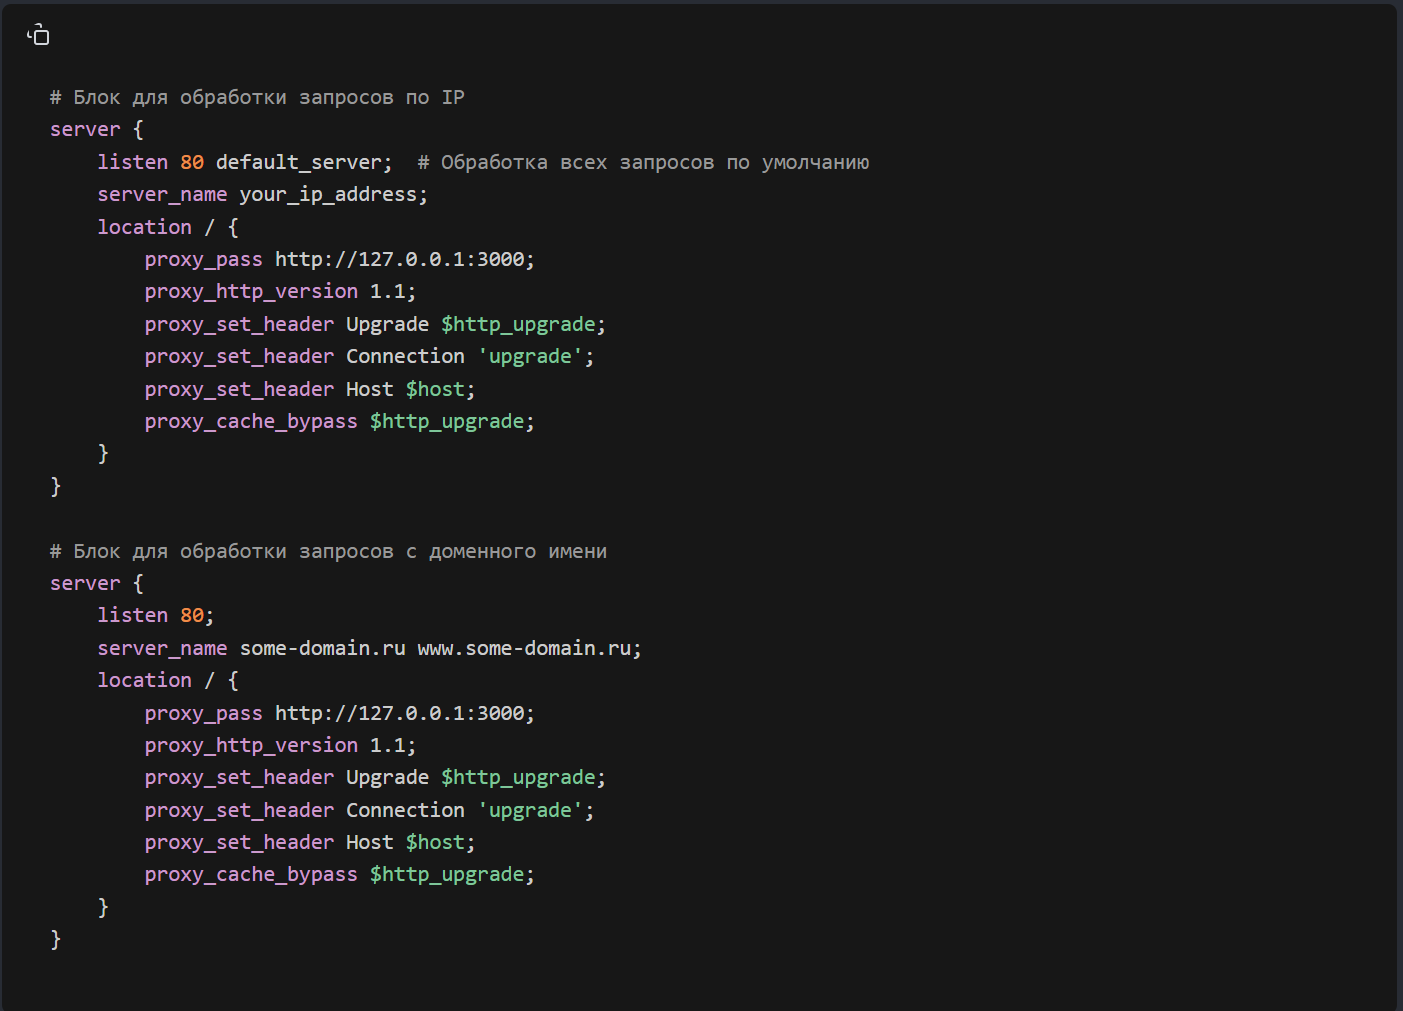 # Блок для обработки запросов по IP
server {
    listen 80 default_server;  # Обработка всех запросов по умолчанию
    server_name your_ip_address;
    location / {
        proxy_pass http://127.0.0.1:3000;
        proxy_http_version 1.1;
        proxy_set_header Upgrade $http_upgrade;
        proxy_set_header Connection 'upgrade';
        proxy_set_header Host $host;
        proxy_cache_bypass $http_upgrade;
    }
}

# Блок для обработки запросов с доменного имени
server {
    listen 80;
    server_name some-domain.ru www.some-domain.ru;
    location / {
        proxy_pass http://127.0.0.1:3000;
        proxy_http_version 1.1;
        proxy_set_header Upgrade $http_upgrade;
        proxy_set_header Connection 'upgrade';
        proxy_set_header Host $host;
        proxy_cache_bypass $http_upgrade;
    }
}